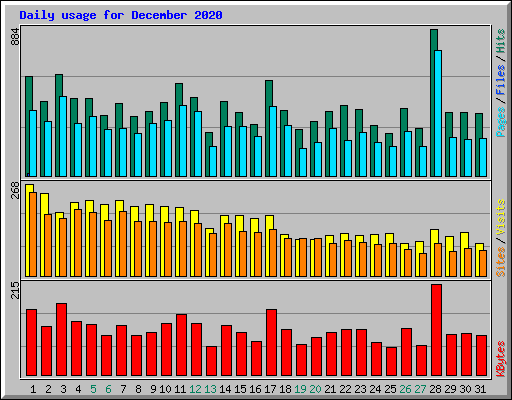 Daily usage for December 2020
884
Pages / Files / Hits
268
Sites / Visits
215
KBytes
1 2 3 4 5 6 7 8 9 10 11 12 13 14 15 16 17 18 19 20 21 22 23 24 25 26 27 28 29 30 31